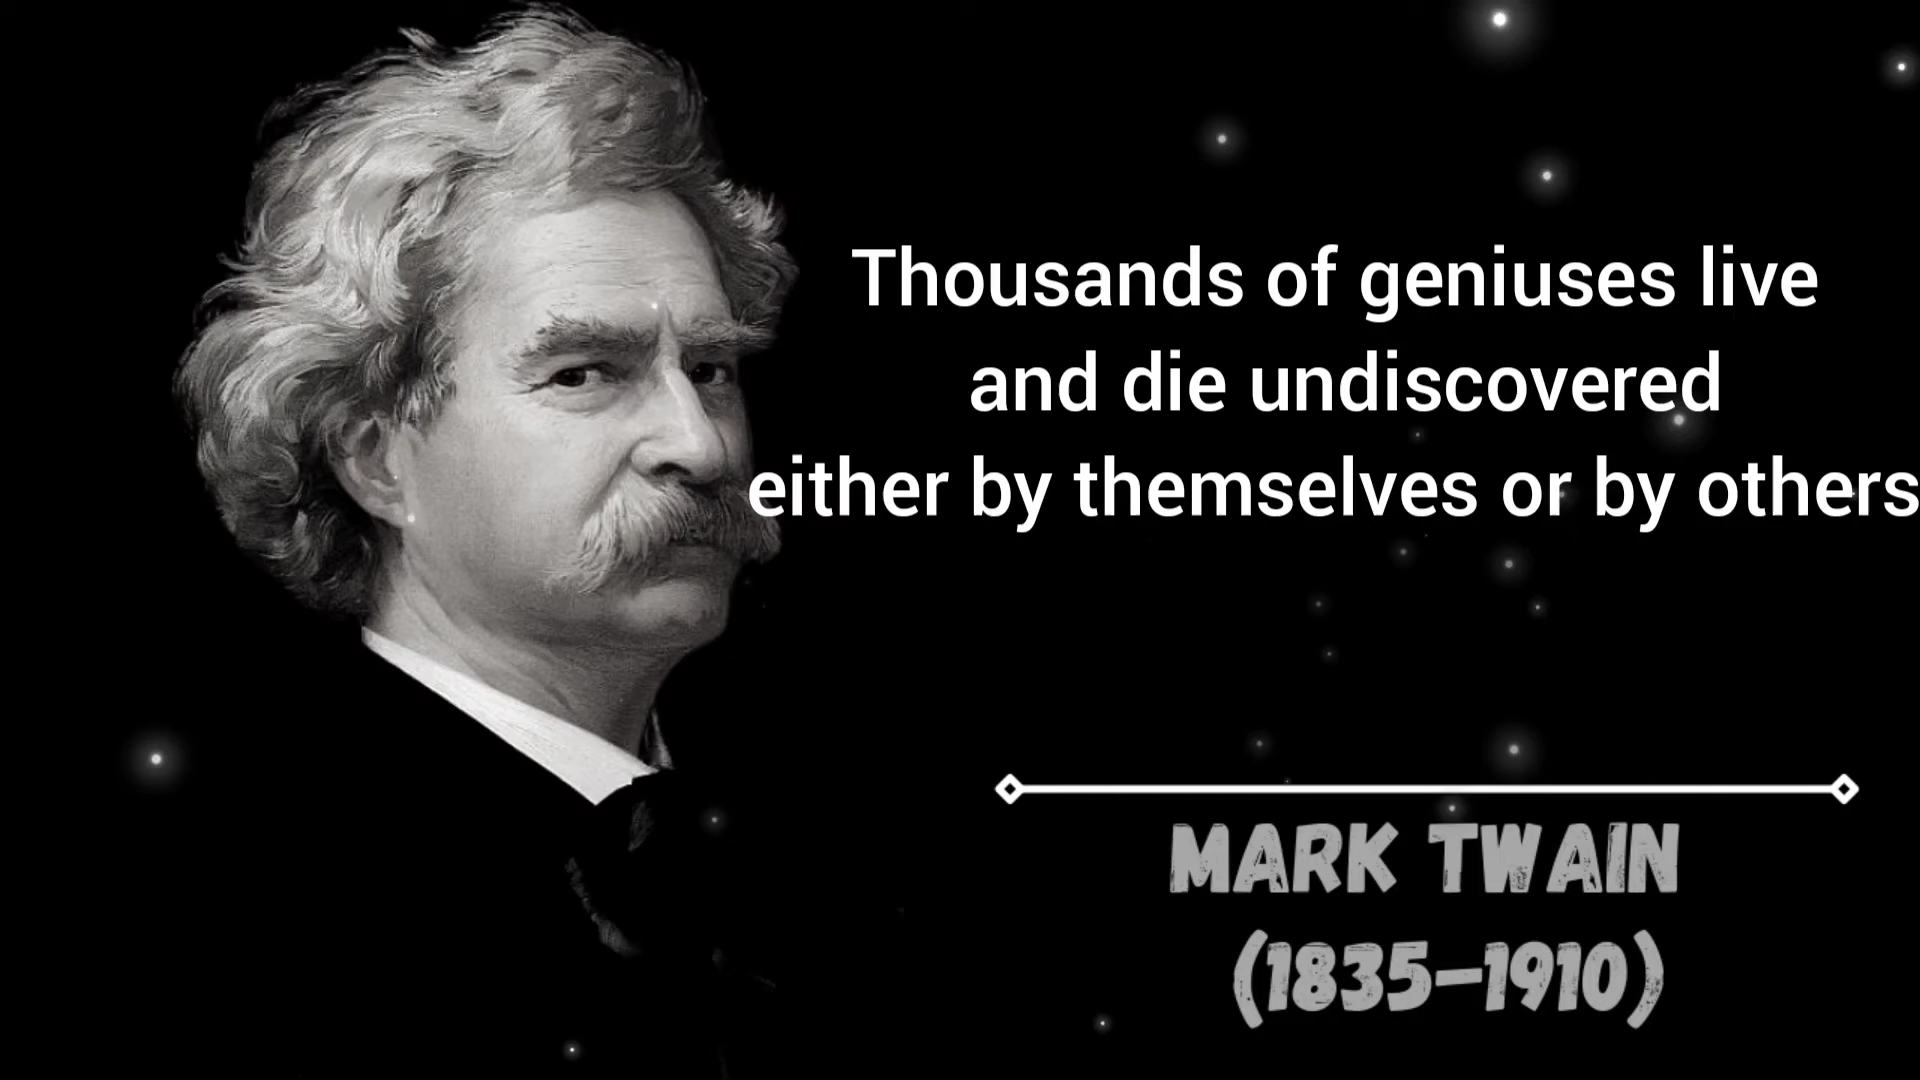 Thousands of geniuses live
and die undiscovered
either by themselves or by others
MARK TWAIN
(1835–1910)